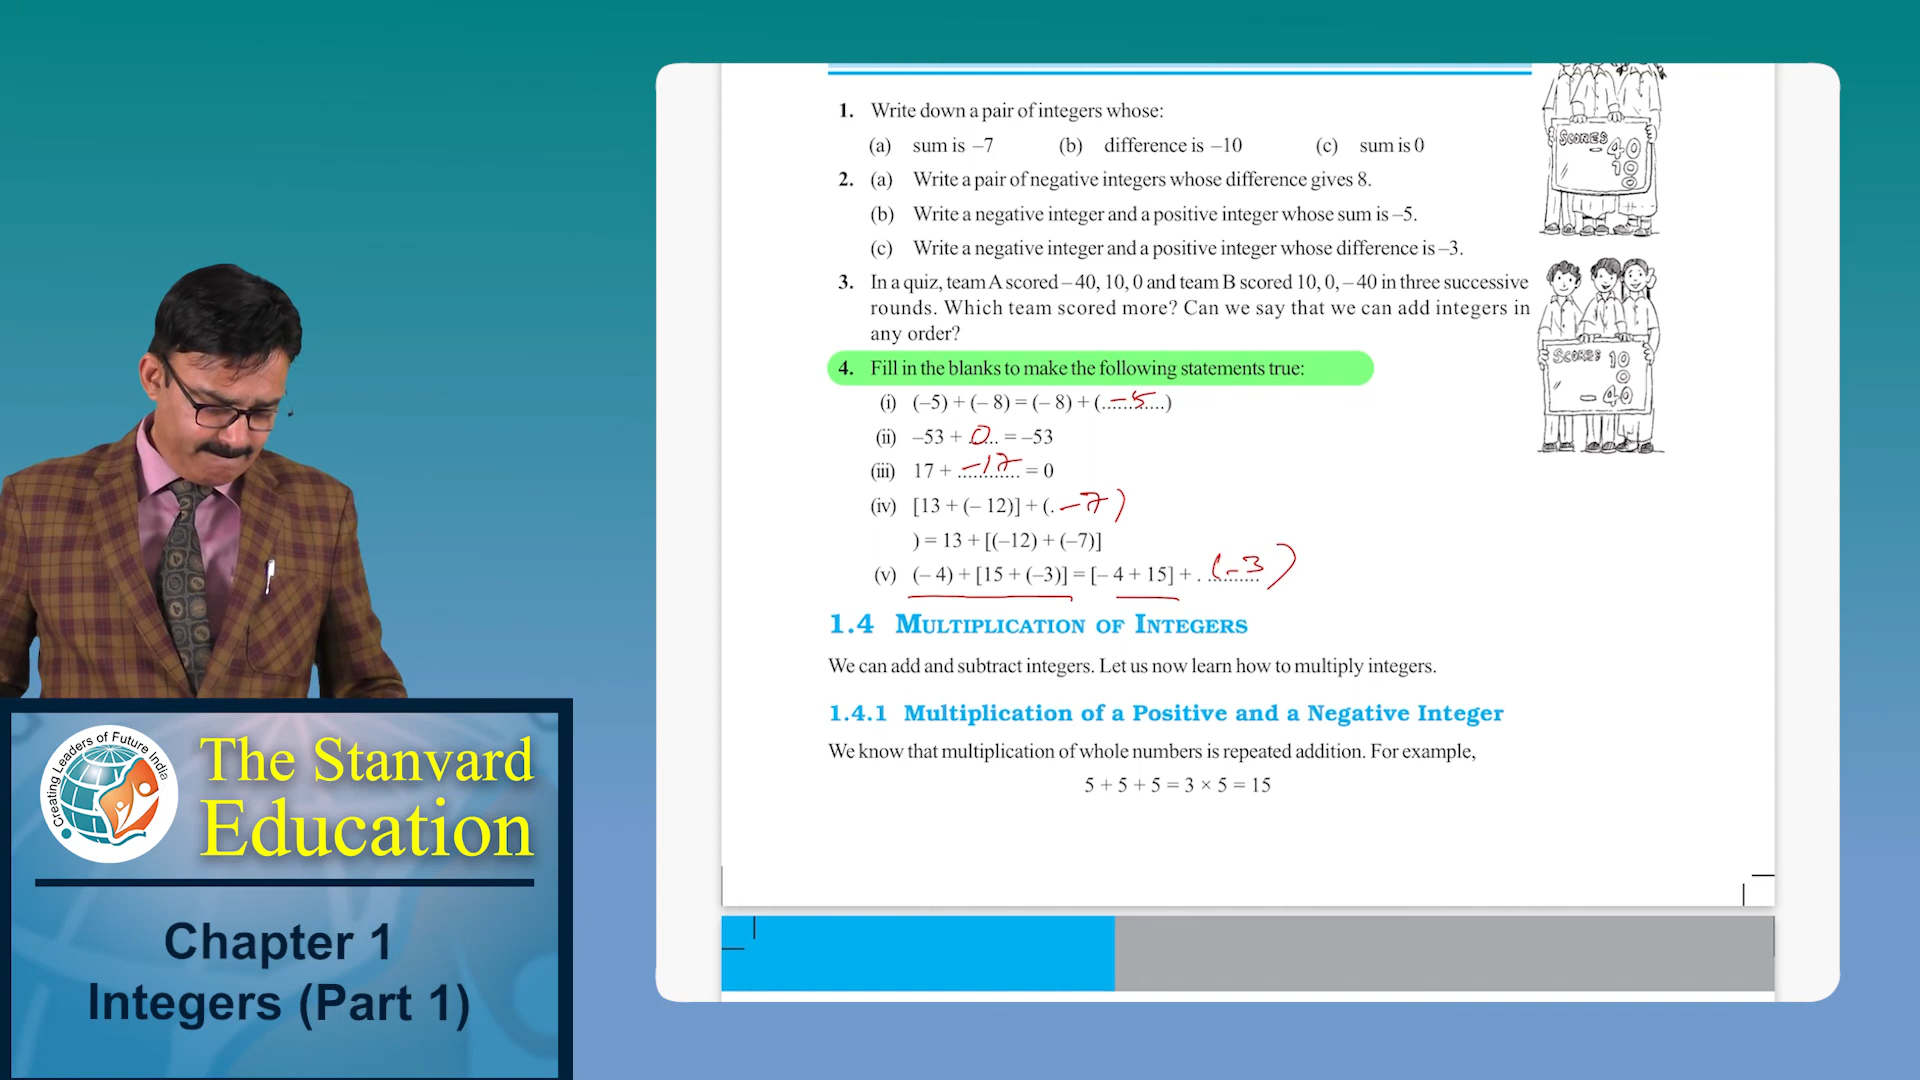 1. Write down a pair of integers whose:
(a) sum is –7 (b) difference is –10 (c) sum is 0
2. (a) Write a pair of negative integers whose difference gives 8.
(b) Write a negative integer and a positive integer whose sum is –5.
(c) Write a negative integer and a positive integer whose difference is –3.
3. In a quiz, team A scored – 40, 10, 0 and team B scored 10, 0, – 40 in three successive
rounds. Which team scored more? Can we say that we can add integers in
any order?
4. Fill in the blanks to make the following statements true:
(i) (–5) + (– 8) = (– 8) + (...–5...)
(ii) –53 + 0... = –53
(iii) 17 + –17 = 0
(iv) [13 + (– 12)] + (. –7)
) = 13 + [(–12) + (–7)]
(v) (– 4) + [15 + (–3)] = [– 4 + 15] + . (–3)
1.4 MULTIPLICATION OF INTEGERS
We can add and subtract integers. Let us now learn how to multiply integers.
1.4.1 Multiplication of a Positive and a Negative Integer
We know that multiplication of whole numbers is repeated addition. For example,
5 + 5 + 5 = 3 × 5 = 15
SCORES
–40
10
0
SCORES 10
0
–40
Creating Leaders of Future India
The Stanvard
Education
Chapter 1
Integers (Part 1)